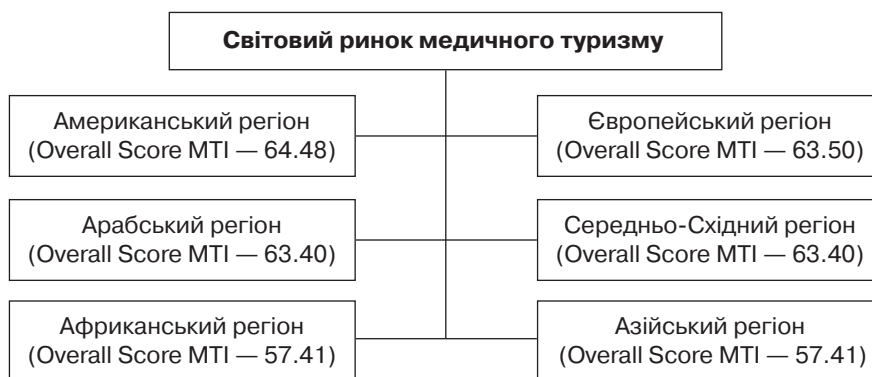 Світовий ринок медичного туризму
Американський регіон
(Overall Score MTI — 64.48)
Європейський регіон
(Overall Score MTI — 63.50)
Арабський регіон
(Overall Score MTI — 63.40)
Середньо-Східний регіон
(Overall Score MTI — 63.40)
Африканський регіон
(Overall Score MTI — 57.41)
Азійський регіон
(Overall Score MTI — 57.41)